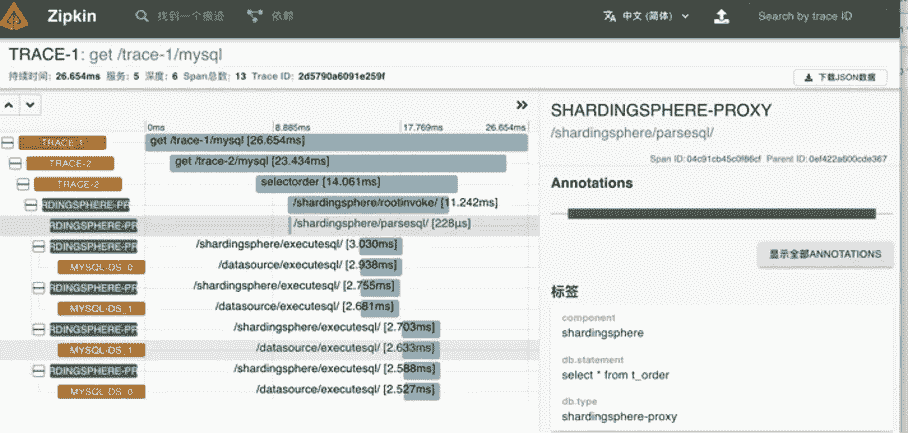 Zipkin
找到一个痕迹
依赖
中文 (简体)
Search by trace ID
TRACE-1: get /trace-1/mysql
持续时间: 26.654ms 服务: 5 深度: 6 Span总数: 13 Trace ID: 2d5790a6091e259f
下载JSON数据
0ms 8.885ms 17.769ms 26.654ms
TRACE-1 get /trace-1/mysql [26.654ms]
TRACE-2 get /trace-2/mysql [23.434ms]
TRACE-2 selectorder [14.061ms]
RDINGSPHERE-PR /shardingsphere/rootinvoke/ [11.242ms]
RDINGSPHERE-PR /shardingsphere/parsesql/ [228μs]
RDINGSPHERE-PR /shardingsphere/executesql/ [3.030ms]
MYSQL-DS_0 /datasource/executesql/ [2.938ms]
RDINGSPHERE-PR /shardingsphere/executesql/ [2.755ms]
MYSQL-DS_1 /datasource/executesql/ [2.681ms]
RDINGSPHERE-PR /shardingsphere/executesql/ [2.703ms]
MYSQL-DS_1 /datasource/executesql/ [2.633ms]
RDINGSPHERE-PR /shardingsphere/executesql/ [2.588ms]
MYSQL-DS_0 /datasource/executesql/ [2.527ms]
SHARDINGSPHERE-PROXY
/shardingsphere/parsesql/
Span ID: 04c91cb45c0f86cf Parent ID: 0ef422a600cde367
Annotations
显示全部ANNOTATIONS
标签
component
shardingsphere
db.statement
select * from t_order
db.type
shardingsphere-proxy